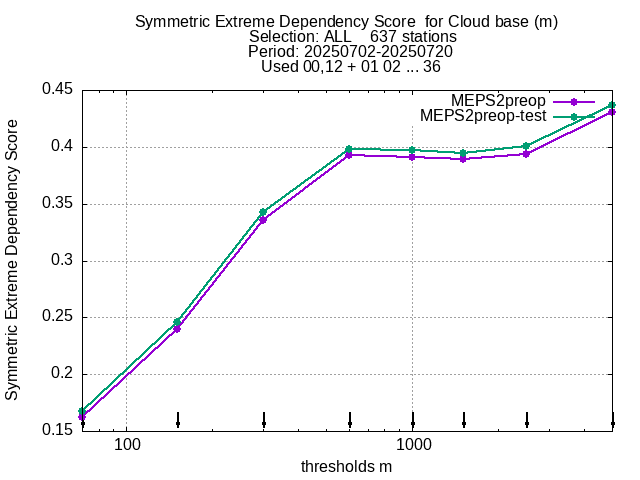 Symmetric Extreme Dependency Score  for Cloud base (m)
Selection: ALL    637 stations
Period: 20250702-20250720
Used 00,12 + 01 02 ... 36
MEPS2preop
MEPS2preop-test
Symmetric Extreme Dependency Score
0.45
0.4
0.35
0.3
0.25
0.2
0.15
100
1000
thresholds m